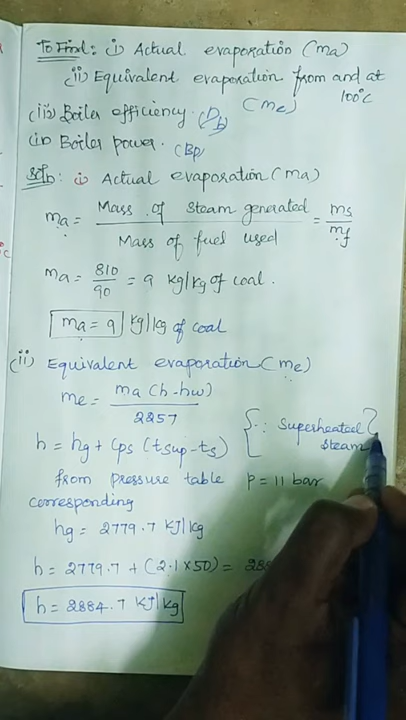 To Find: (i) Actual evaporation (ma)
(ii) Equivalent evaporation from and at 100°C (me)
(iii) Boiler efficiency.
(iv) Boiler power. (Bp)
Soln: (i) Actual evaporation (ma)
ma = Mass of steam generated / Mass of fuel used = ms / mf
ma = 810 / 90 = 9 kg/kg of coal.
ma = 9 kg/kg of coal
(ii) Equivalent evaporation (me)
me = ma (h-hw) / 2257
h = hg + Cps (tsup - ts) {∵ Superheated steam}
from pressure table p = 11 bar
corresponding
hg = 2779.7 kJ/kg
h = 2779.7 + (2.1 x 50) =
h = 2884.7 kJ/kg